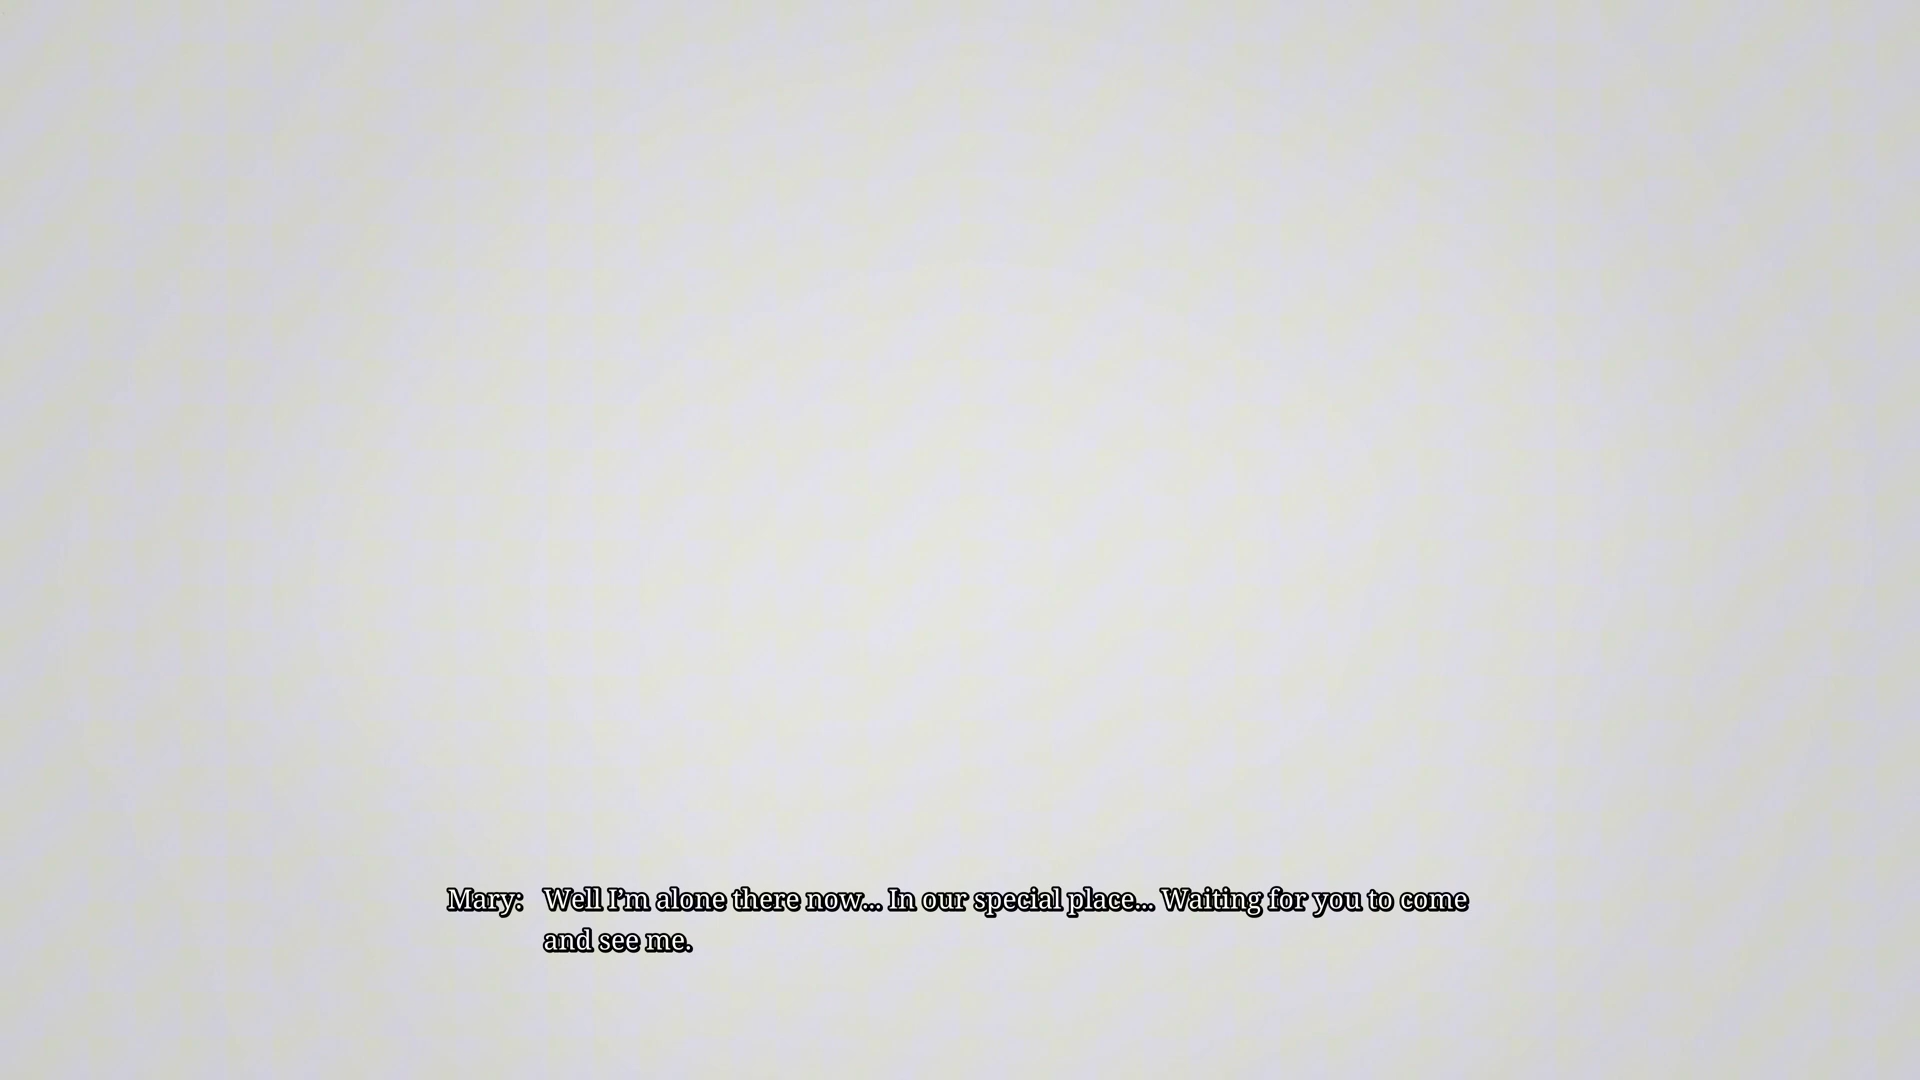 Mary: Well I'm alone there now... In our special place... Waiting for you to come
and see me.